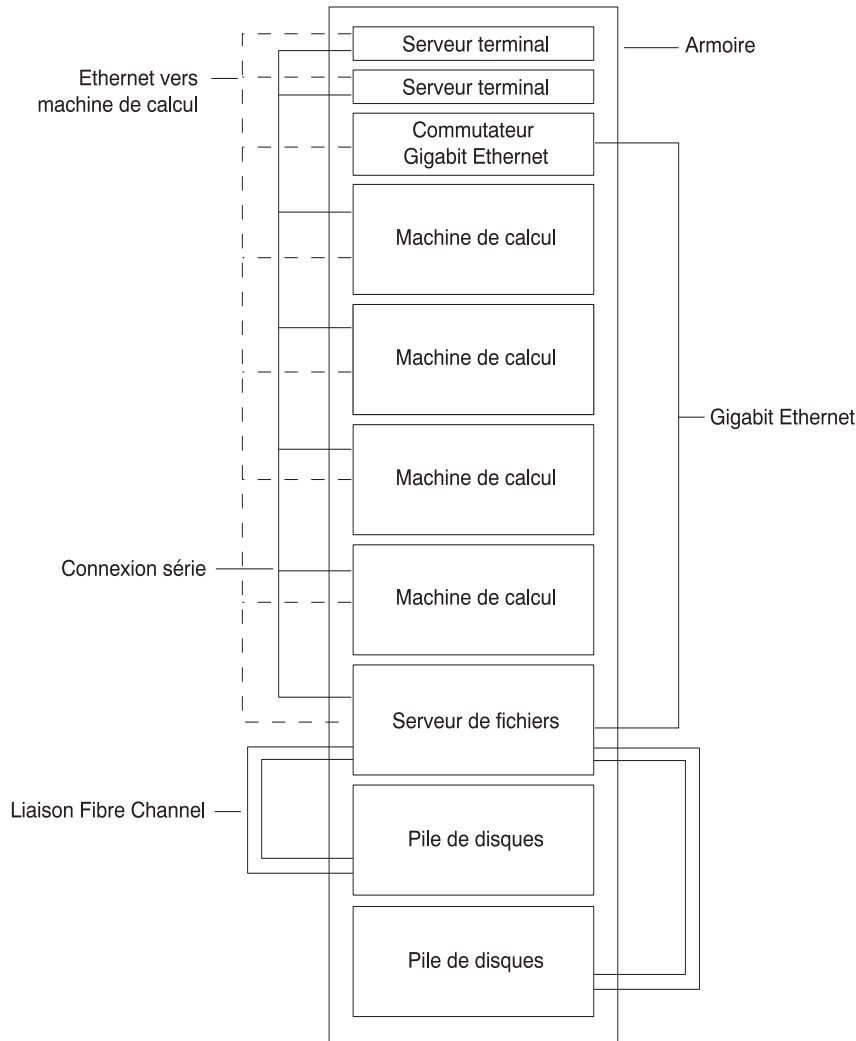 Serveur terminal
Armoire
Ethernet vers
machine de calcul
Serveur terminal
Commutateur
Gigabit Ethernet
Machine de calcul
Machine de calcul
Gigabit Ethernet
Machine de calcul
Connexion série
Machine de calcul
Serveur de fichiers
Liaison Fibre Channel
Pile de disques
Pile de disques